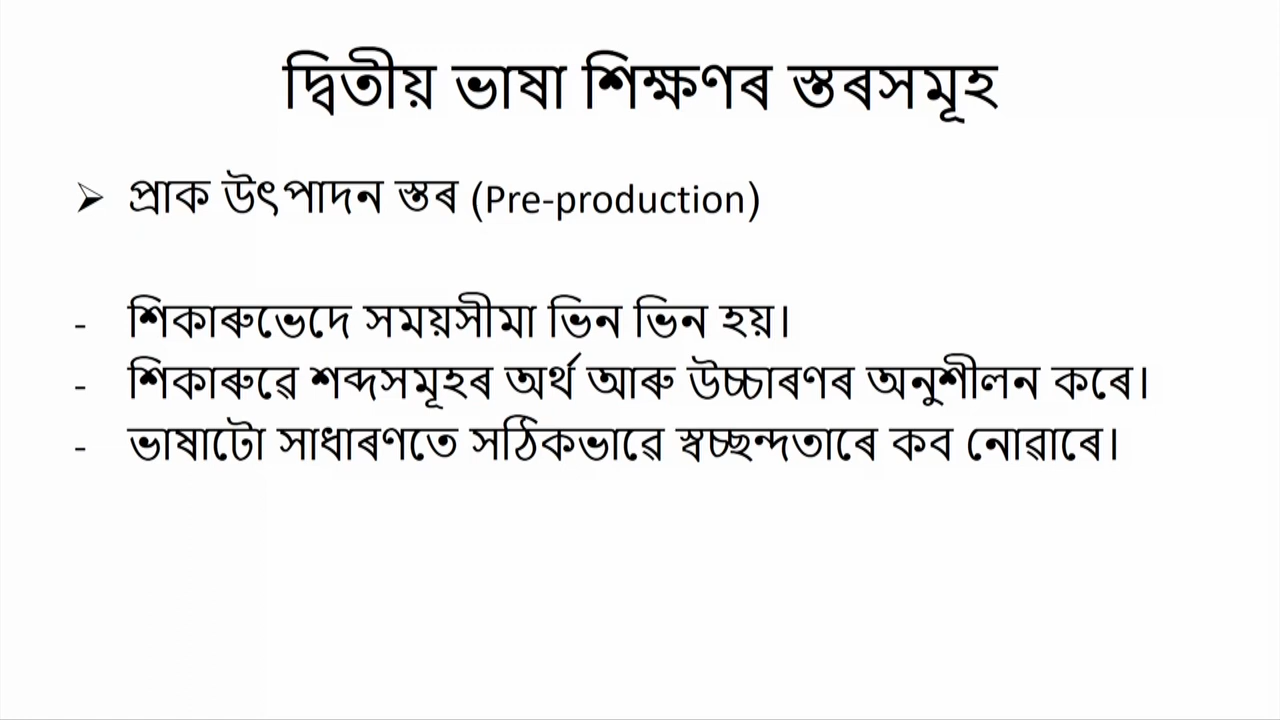 দ্বিতীয় ভাষা শিক্ষণৰ স্তৰসমূহ
➢ প্ৰাক উৎপাদন স্তৰ (Pre-production)
- শিকাৰুভেদে সময়সীমা ভিন ভিন হয়।
- শিকাৰুৱে শব্দসমূহৰ অৰ্থ আৰু উচ্চাৰণৰ অনুশীলন কৰে।
- ভাষাটো সাধাৰণতে সঠিকভাৱে স্বচ্ছন্দতাৰে কব নোৱাৰে।